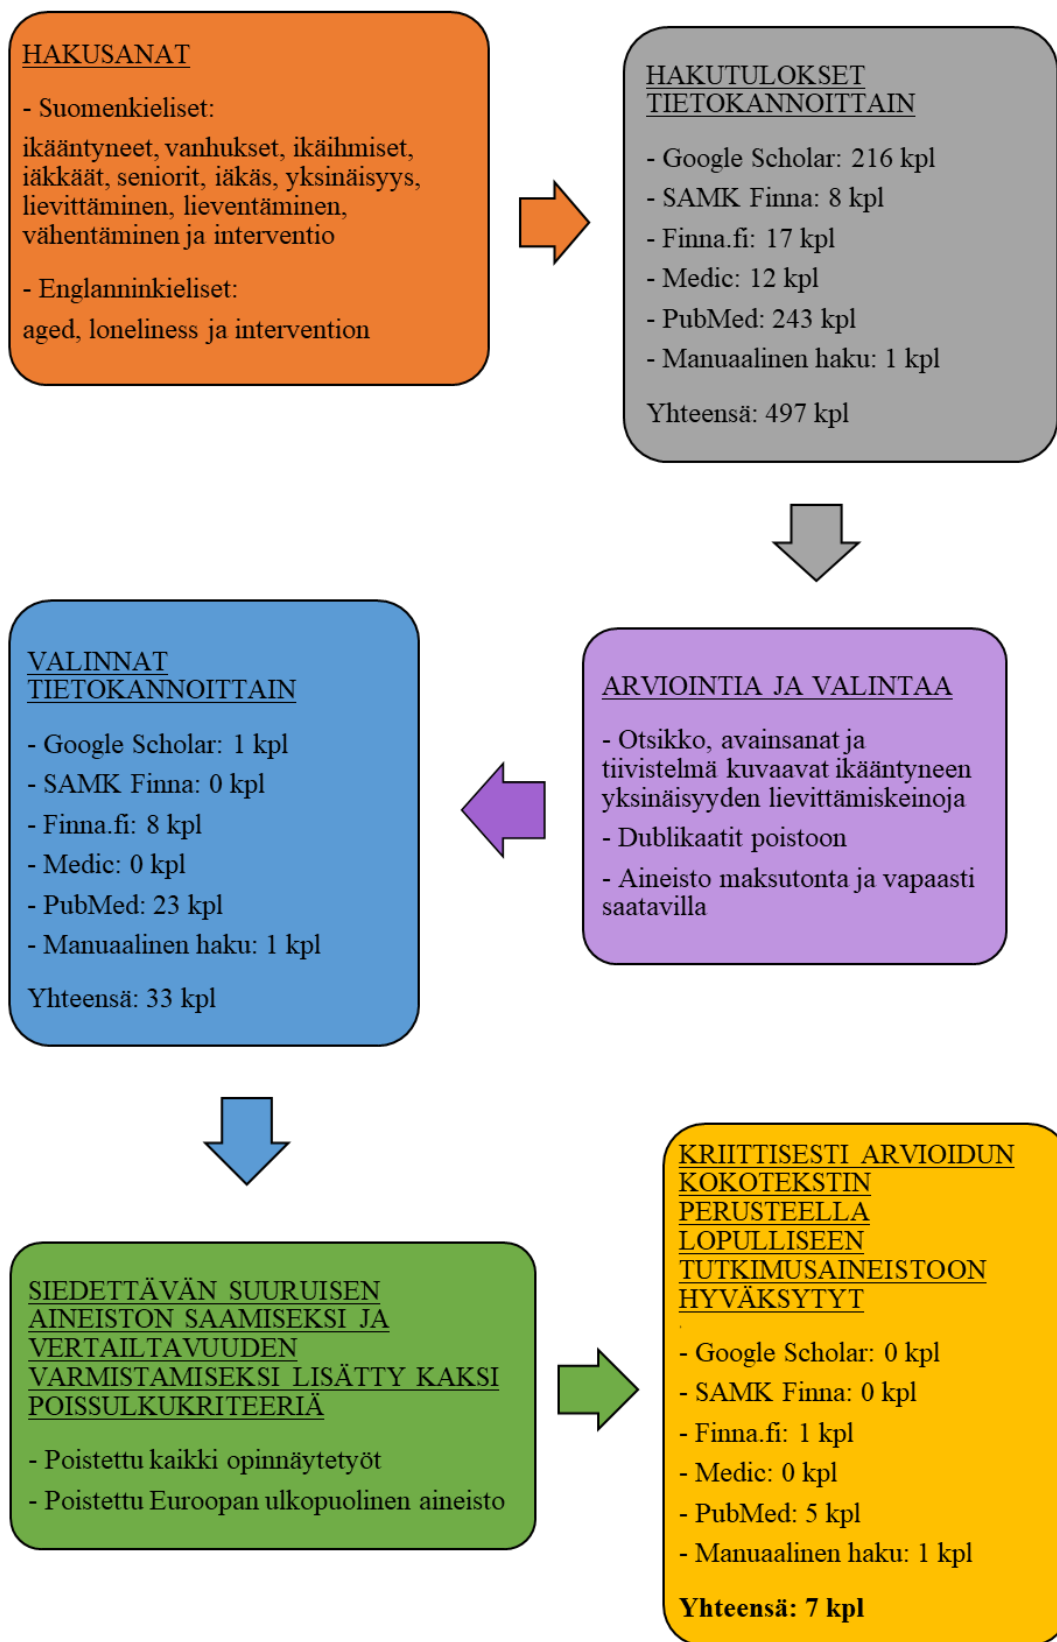 HAKUSANAT
- Suomenkieliset:
ikääntyneet, vanhukset, ikäihmiset,
iäkkäät, seniorit, iäkäs, yksinäisyys,
lievittäminen, lieventäminen,
vähentäminen ja interventio
- Englanninkieliset:
aged, loneliness ja intervention
HAKUTULOKSET
TIETOKANNOITTAIN
- Google Scholar: 216 kpl
- SAMK Finna: 8 kpl
- Finna.fi: 17 kpl
- Medic: 12 kpl
- PubMed: 243 kpl
- Manuaalinen haku: 1 kpl
Yhteensä: 497 kpl
ARVIOINTIA JA VALINTAA
- Otsikko, avainsanat ja
tiivistelmä kuvaavat ikääntyneen
yksinäisyyden lievittämiskeinoja
- Dublikaatit poistoon
- Aineisto maksutonta ja vapaasti
saatavilla
VALINNAT
TIETOKANNOITTAIN
- Google Scholar: 1 kpl
- SAMK Finna: 0 kpl
- Finna.fi: 8 kpl
- Medic: 0 kpl
- PubMed: 23 kpl
- Manuaalinen haku: 1 kpl
Yhteensä: 33 kpl
SIEDETTÄVÄN SUURUISEN
AINEISTON SAAMISEKSI JA
VERTAILTAVUUDEN
VARMISTAMISEKSI LISÄTTY KAKSI
POISSULKUKRITEERIÄ
- Poistettu kaikki opinnäytetyöt
- Poistettu Euroopan ulkopuolinen aineisto
KRIITTISESTI ARVIOIDUN
KOKOTEKSTIN
PERUSTEELLA
LOPULLISEEN
TUTKIMUSAINEISTOON
HYVÄKSYTYT
- Google Scholar: 0 kpl
- SAMK Finna: 0 kpl
- Finna.fi: 1 kpl
- Medic: 0 kpl
- PubMed: 5 kpl
- Manuaalinen haku: 1 kpl
Yhteensä: 7 kpl